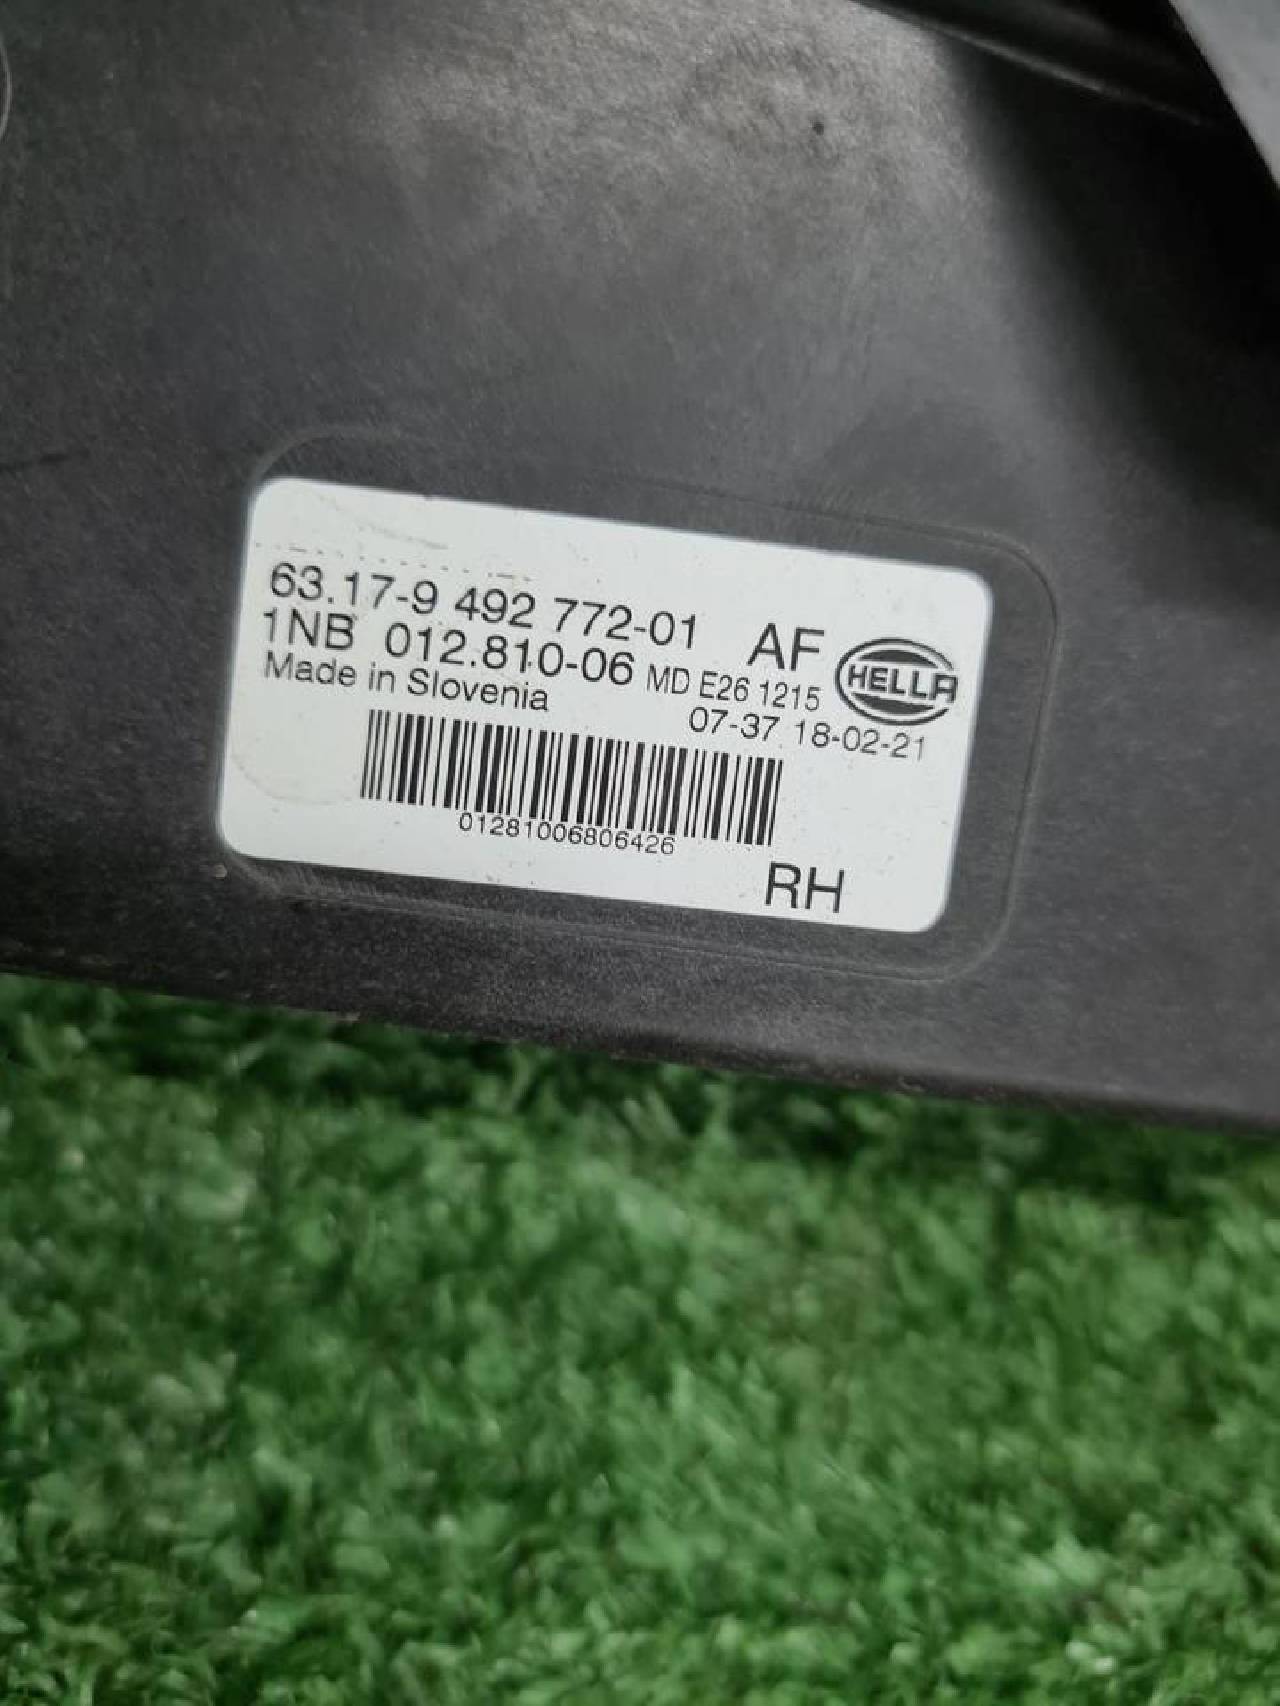 63.17-9 492 772-01 AF
1NB 012.810-06 MD E26 1215 HELLA
Made in Slovenia 07-37 18-02-21
01281006806426
RH